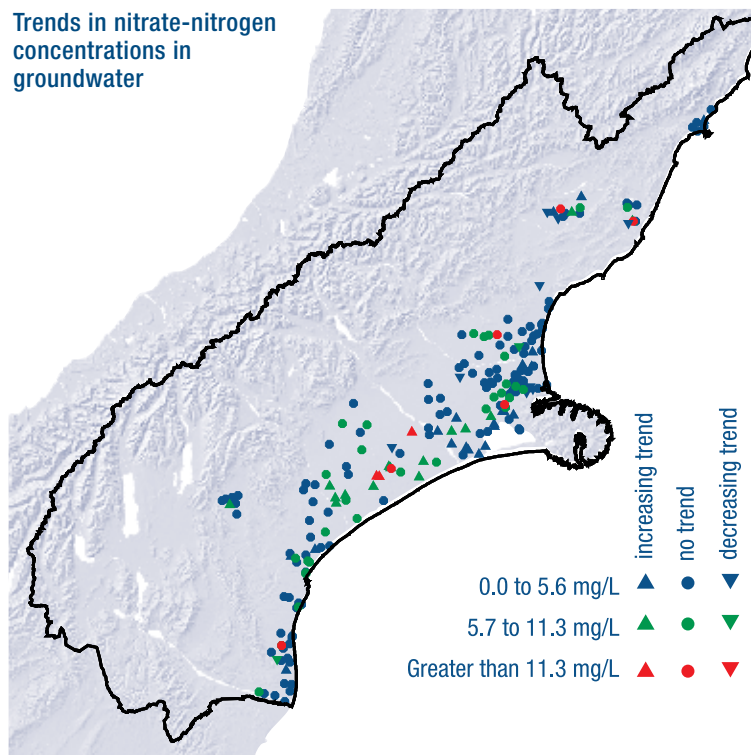 Trends in nitrate-nitrogen
concentrations in
groundwater
increasing trend
no trend
decreasing trend
0.0 to 5.6 mg/L
5.7 to 11.3 mg/L
Greater than 11.3 mg/L